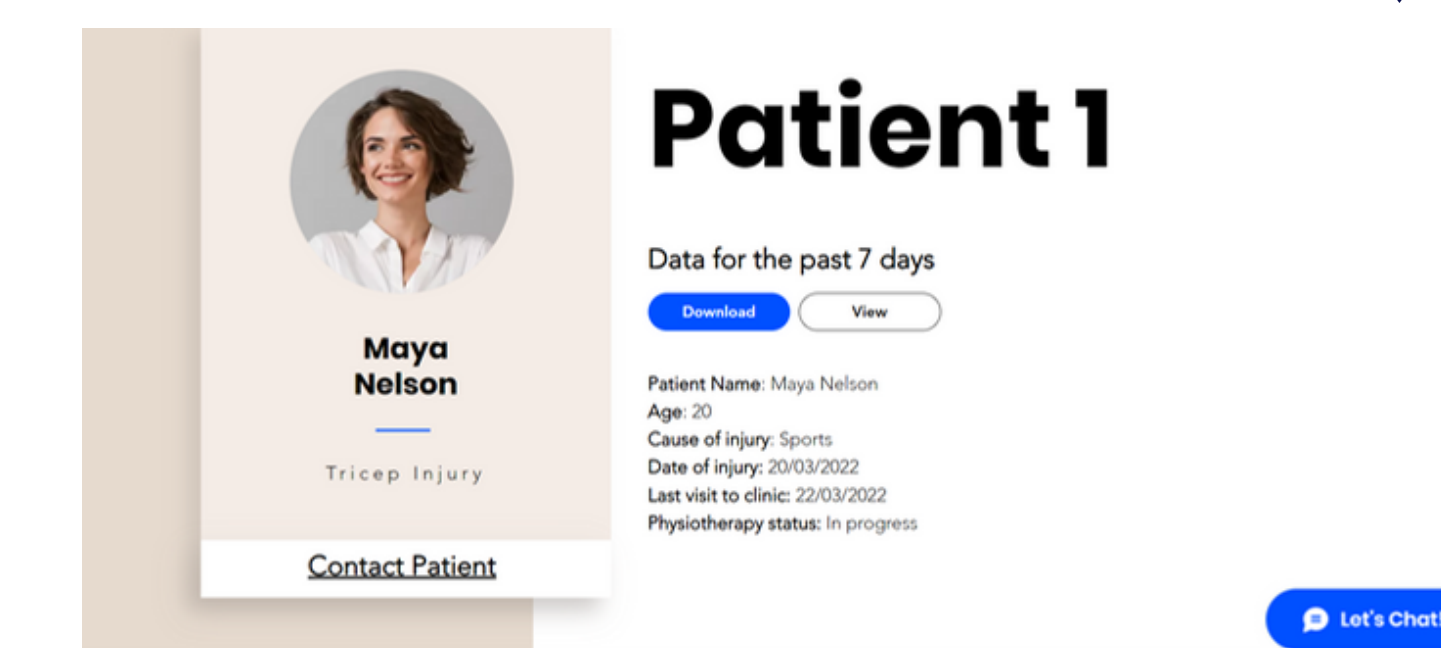 Patient 1
Data for the past 7 days
Download
View
Maya
Nelson
Tricep Injury
Contact Patient
Patient Name: Maya Nelson
Age: 20
Cause of injury: Sports
Date of injury: 20/03/2022
Last visit to clinic: 22/03/2022
Physiotherapy status: In progress
Let's Chat!